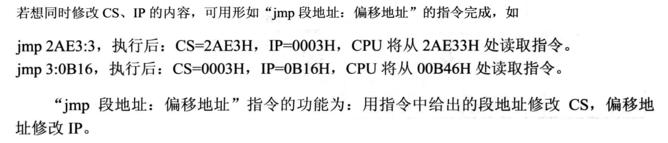 若想同时修改 CS、IP 的内容，可用形如“jmp 段地址：偏移地址”的指令完成，如
jmp 2AE3:3，执行后：CS=2AE3H，IP=0003H，CPU 将从 2AE33H 处读取指令。
jmp 3:0B16，执行后：CS=0003H，IP=0B16H，CPU 将从 00B46H 处读取指令。
“jmp 段地址：偏移地址”指令的功能为：用指令中给出的段地址修改 CS，偏移地
址修改 IP。